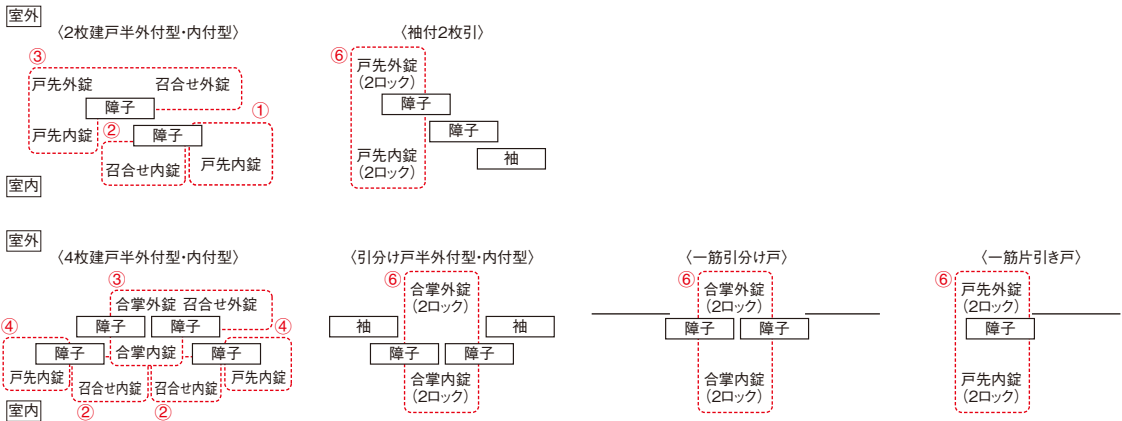 室外
〈2枚建戸半外付型・内付型〉
③
戸先外錠
召合せ外錠
障子
①
戸先内錠
②
障子
召合せ内錠
戸先内錠
室内
〈袖付2枚引〉
⑥
戸先外錠
(2ロック)
障子
障子
戸先内錠
(2ロック)
袖
室外
〈4枚建戸半外付型・内付型〉
③
合掌外錠 召合せ外錠
障子
障子
④
④
障子
合掌内錠
障子
戸先内錠
召合せ内錠
召合せ内錠
戸先内錠
②
②
室内
〈引分け戸半外付型・内付型〉
⑥
合掌外錠
(2ロック)
袖
袖
障子
障子
合掌内錠
(2ロック)
〈一筋引分け戸〉
⑥
合掌外錠
(2ロック)
障子
障子
合掌内錠
(2ロック)
〈一筋片引き戸〉
⑥
戸先外錠
(2ロック)
障子
戸先内錠
(2ロック)